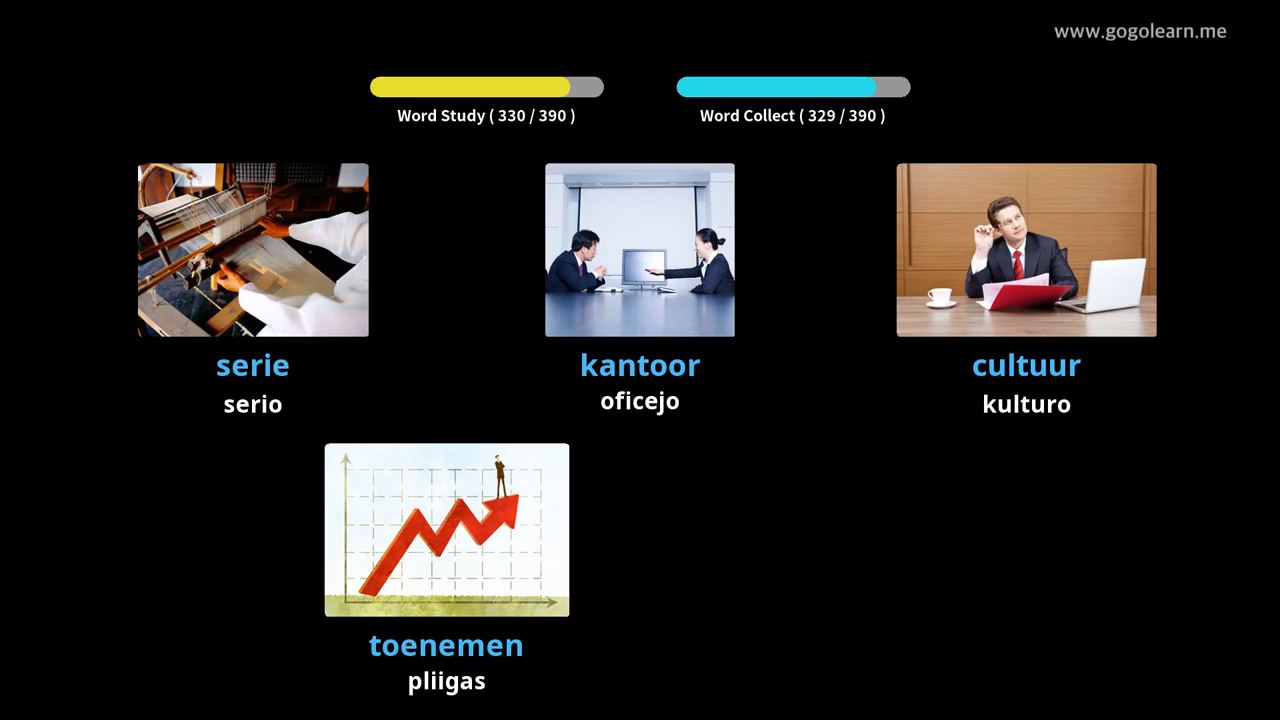 www.gogolearn.me
Word Study ( 330 / 390 )
Word Collect ( 329 / 390 )
serie
serio
kantoor
oficejo
cultuur
kulturo
toenemen
pliigas